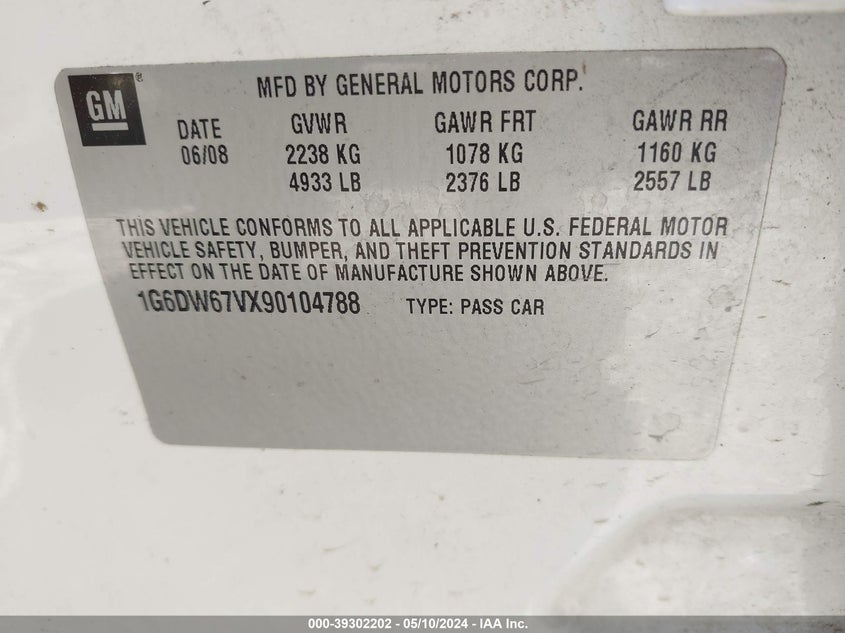 GM ®
MFD BY GENERAL MOTORS CORP.
DATE GVWR GAWR FRT GAWR RR
06/08 2238 KG 1078 KG 1160 KG
4933 LB 2376 LB 2557 LB
THIS VEHICLE CONFORMS TO ALL APPLICABLE U.S. FEDERAL MOTOR
VEHICLE SAFETY, BUMPER, AND THEFT PREVENTION STANDARDS IN
EFFECT ON THE DATE OF MANUFACTURE SHOWN ABOVE.
1G6DW67VX90104788 TYPE: PASS CAR
000-39302202 - 05/10/2024 - IAA Inc.